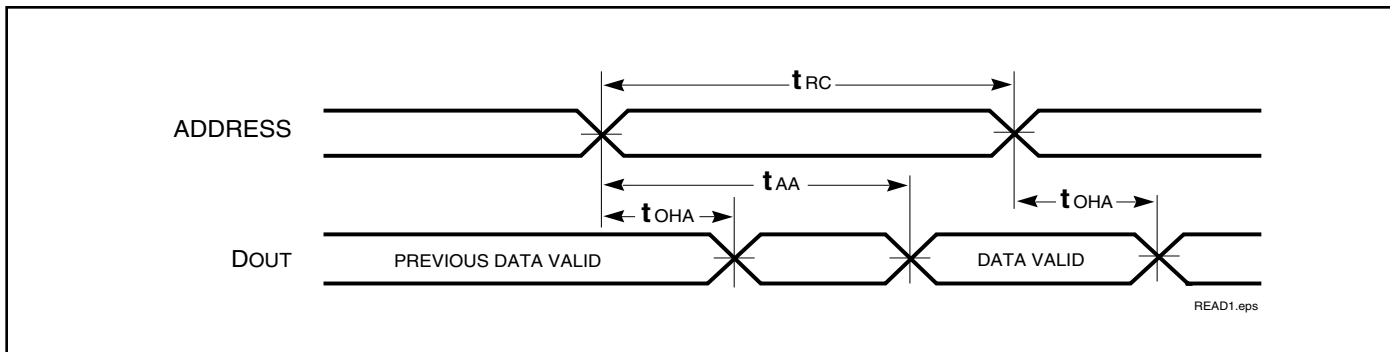 tRC
ADDRESS
tAA
tOHA
tOHA
DOUT
PREVIOUS DATA VALID
DATA VALID
READ1.eps